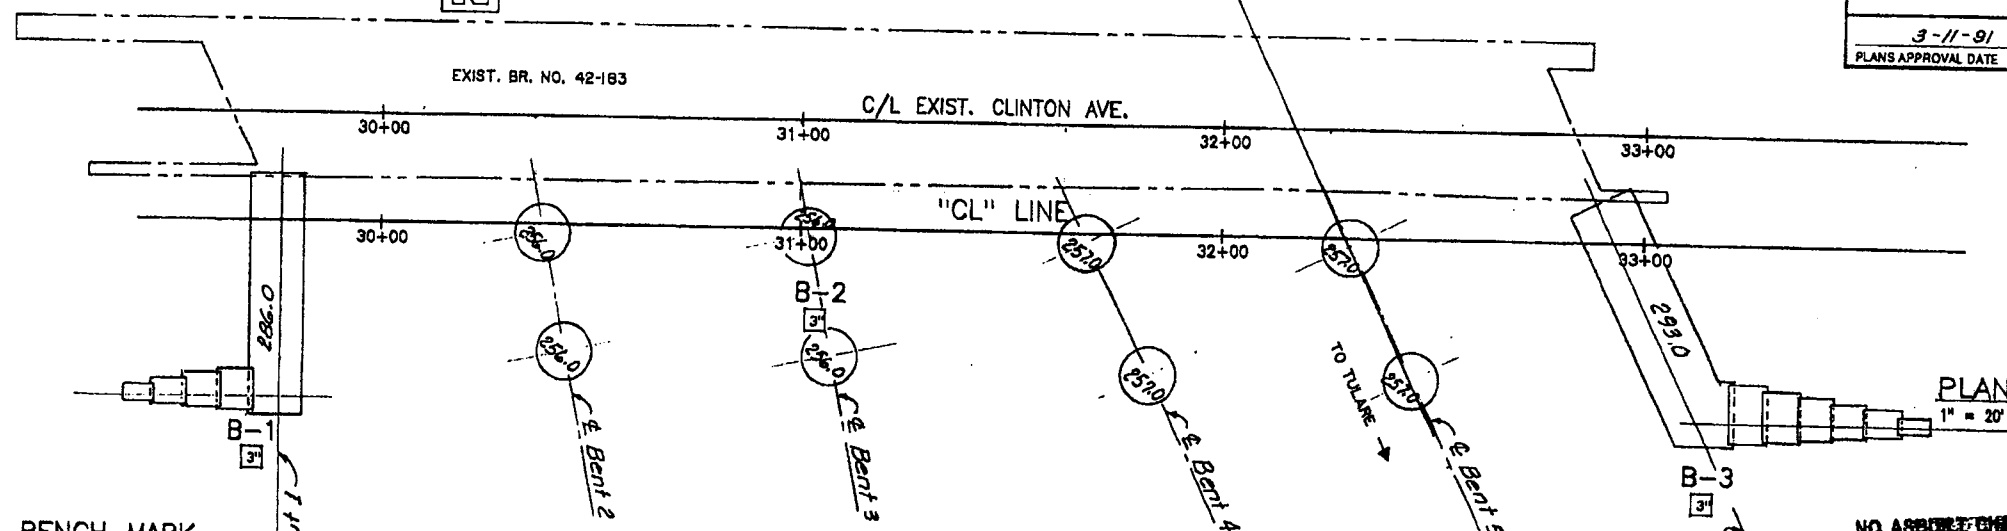 3-11-91
PLANS APPROVAL DATE
EXIST. BR. NO. 42-183
C/L EXIST. CLINTON AVE.
30+00
31+00
32+00
33+00
"CL" LINE
30+00
31+00
32+00
33+00
256.0
256.0
257.0
257.0
286.0
B-2
3"
293.0
256.0
256.0
257.0
257.0
TO TULARE
PLAN
1" = 20'
B-1
3"
℄ Bent 2
℄ Bent 3
℄ Bent 4
℄ Bent 5
B-3
3"
BENCH MARK